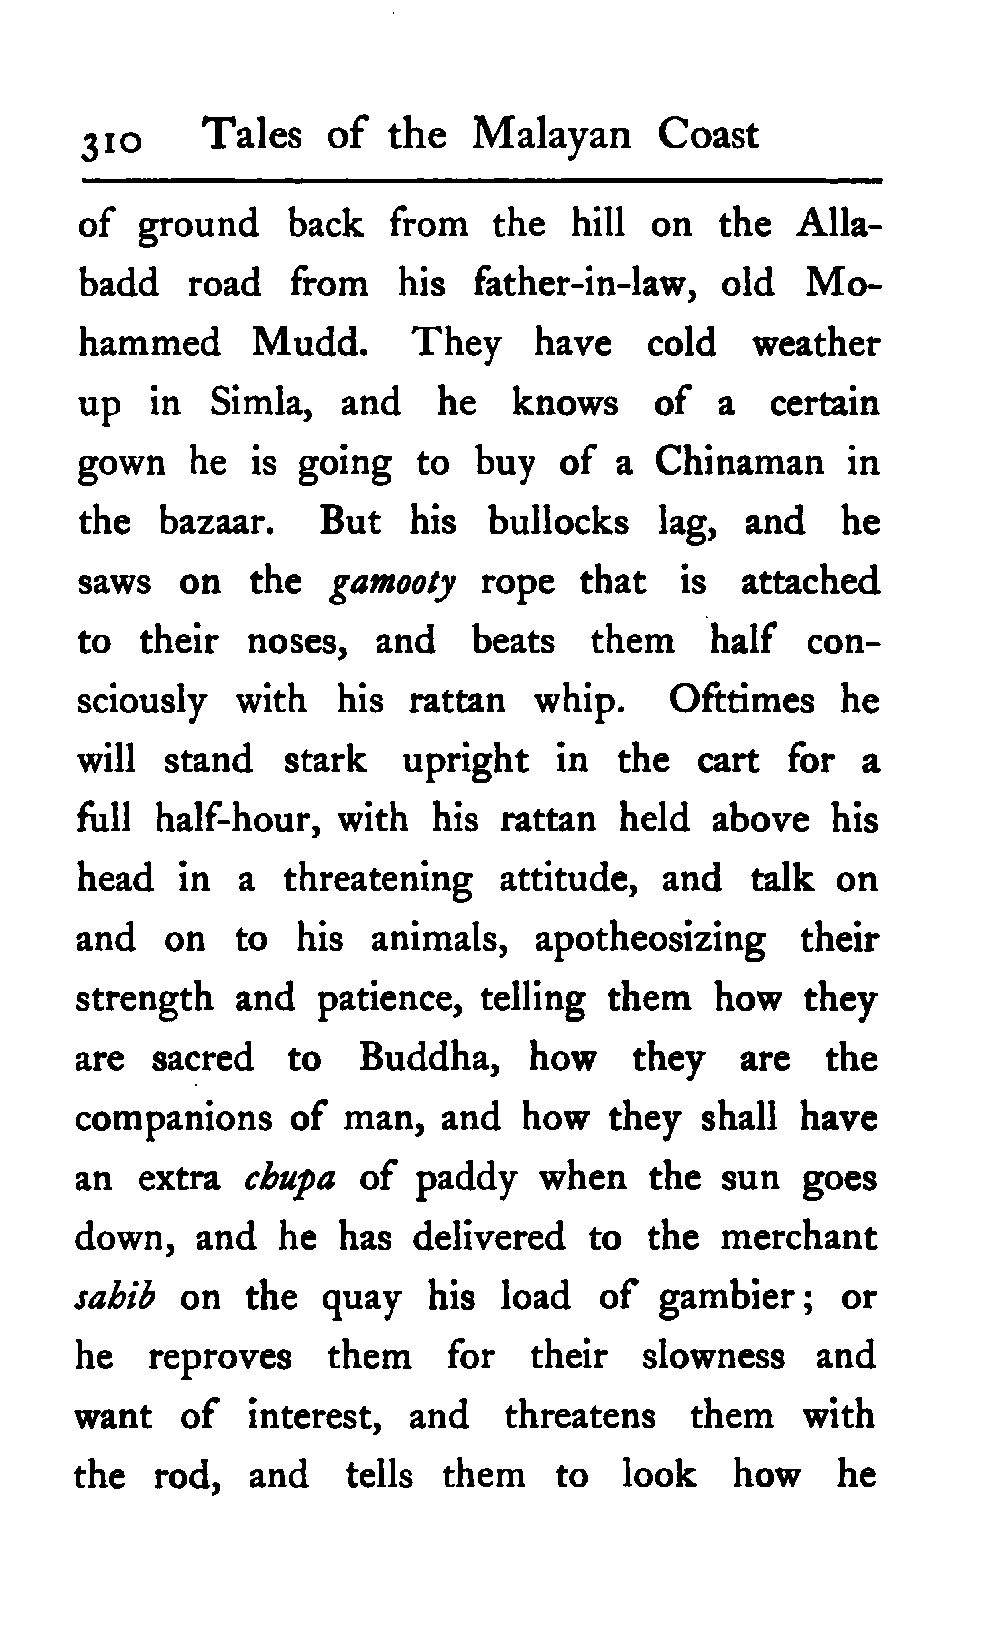 310 Tales of the Malayan Coast
of ground back from the hill on the Alla-
badd road from his father-in-law, old Mo-
hammed Mudd. They have cold weather
up in Simla, and he knows of a certain
gown he is going to buy of a Chinaman in
the bazaar. But his bullocks lag, and he
saws on the gamooty rope that is attached
to their noses, and beats them half con-
sciously with his rattan whip. Ofttimes he
will stand stark upright in the cart for a
full half-hour, with his rattan held above his
head in a threatening attitude, and talk on
and on to his animals, apotheosizing their
strength and patience, telling them how they
are sacred to Buddha, how they are the
companions of man, and how they shall have
an extra chupa of paddy when the sun goes
down, and he has delivered to the merchant
sahib on the quay his load of gambier; or
he reproves them for their slowness and
want of interest, and threatens them with
the rod, and tells them to look how he